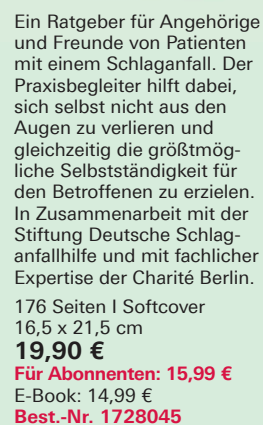 Ein Ratgeber für Angehörige
und Freunde von Patienten
mit einem Schlaganfall. Der
Praxisbegleiter hilft dabei,
sich selbst nicht aus den
Augen zu verlieren und
gleichzeitig die größtmög-
liche Selbstständigkeit für
den Betroffenen zu erzielen.
In Zusammenarbeit mit der
Stiftung Deutsche Schlag-
anfallhilfe und mit fachlicher
Expertise der Charité Berlin.
176 Seiten I Softcover
16,5 x 21,5 cm
19,90 €
Für Abonnenten: 15,99 €
E-Book: 14,99 €
Best.-Nr. 1728045